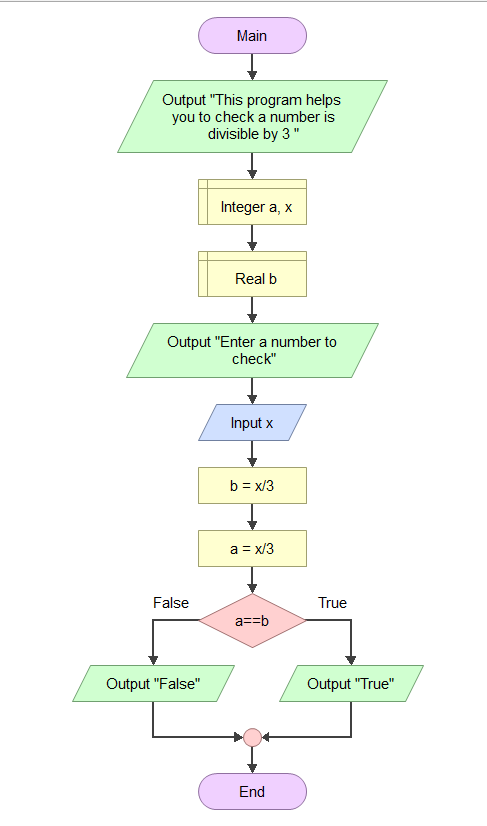 Main
Output "This program helps
you to check a number is
divisible by 3 "
Integer a, x
Real b
Output "Enter a number to
check"
Input x
b = x/3
a = x/3
False
True
a==b
Output "False"
Output "True"
End